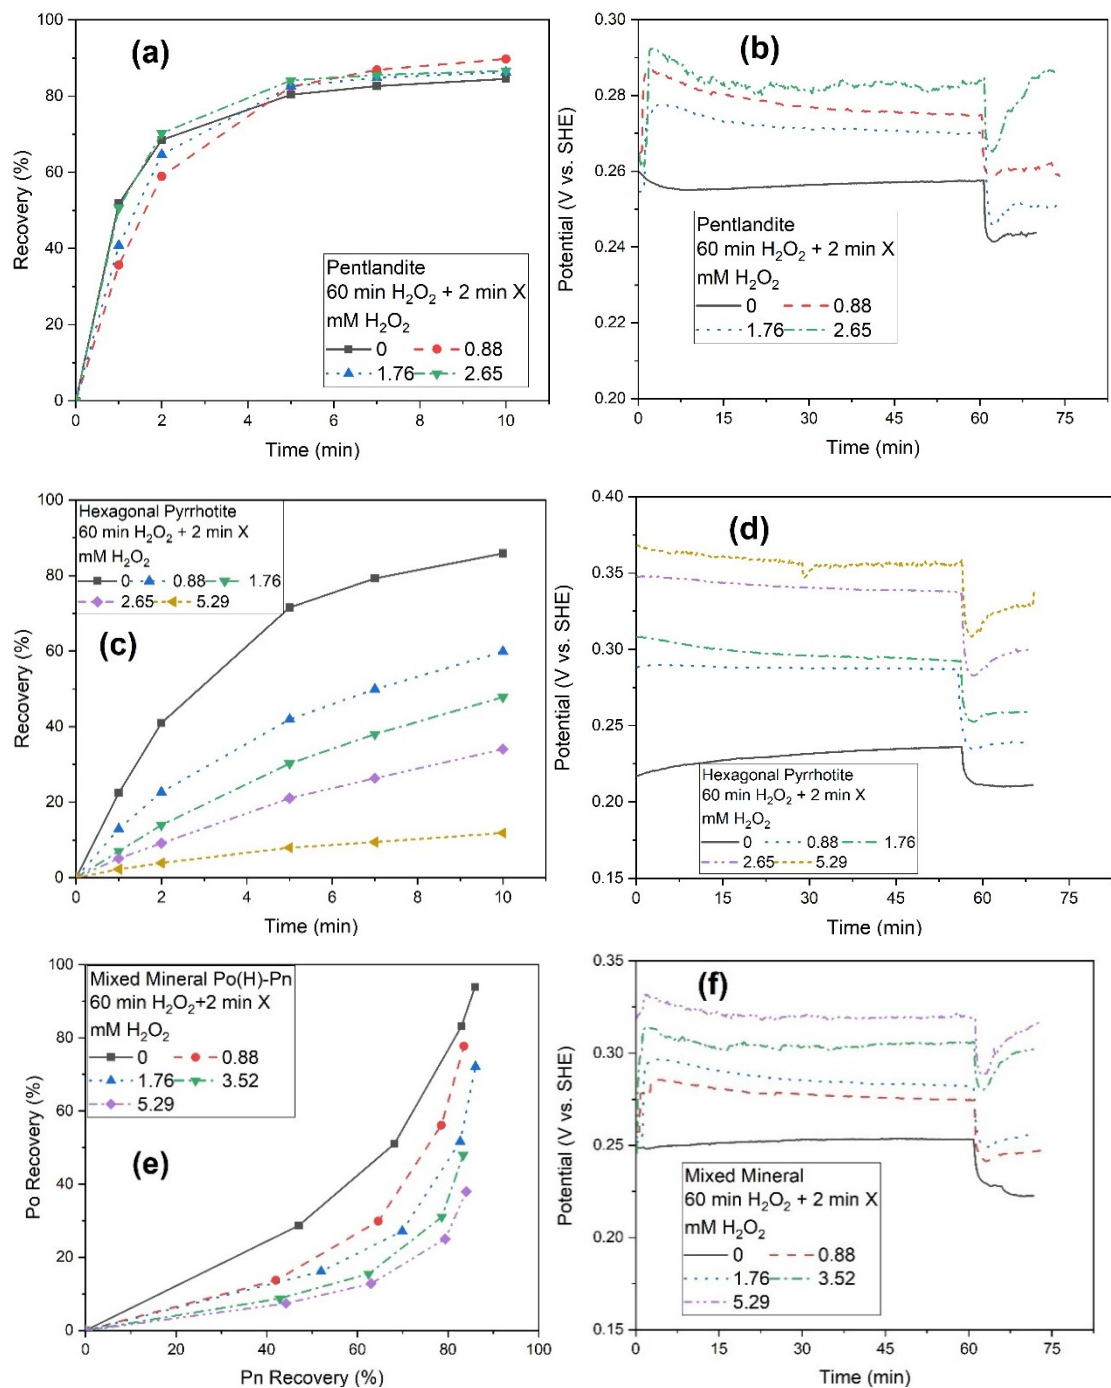 (a)
Recovery (%)
100
80
60
40
20
0
Pentlandite
60 min H₂O₂ + 2 min X
mM H₂O₂
0 0.88
1.76 2.65
0 2 4 6 8 10
Time (min)
(b)
Potential (V vs. SHE)
0.30
0.28
0.26
0.24
0.22
0.20
Pentlandite
60 min H₂O₂ + 2 min X
mM H₂O₂
0 0.88
1.76 2.65
0 15 30 45 60 75
Time (min)
(c)
Recovery (%)
100
80
60
40
20
0
Hexagonal Pyrrhotite
60 min H₂O₂ + 2 min X
mM H₂O₂
0 0.88 1.76
2.65 5.29
0 2 4 6 8 10
Time (min)
(d)
Potential (V vs. SHE)
0.40
0.35
0.30
0.25
0.20
0.15
Hexagonal Pyrrhotite
60 min H₂O₂ + 2 min X
mM H₂O₂
0 0.88 1.76
2.65 5.29
0 15 30 45 60 75
Time (min)
(e)
Po Recovery (%)
100
80
60
40
20
0
Mixed Mineral Po(H)-Pn
60 min H₂O₂+2 min X
mM H₂O₂
0 0.88
1.76 3.52
5.29
0 20 40 60 80 100
Pn Recovery (%)
(f)
Potential (V vs. SHE)
0.35
0.30
0.25
0.20
0.15
Mixed Mineral
60 min H₂O₂ + 2 min X
mM H₂O₂
0 0.88
1.76 3.52
5.29
0 15 30 45 60 75
Time (min)